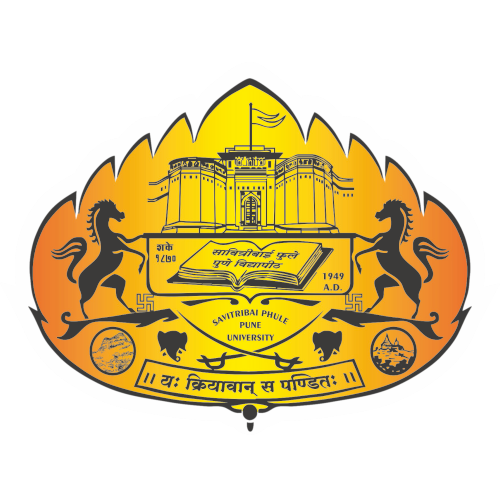 शके
१८७०
सावित्रीबाई फुले
पुणे विद्यापीठ
1949
A.D.
SAVITRIBAI PHULE
PUNE
UNIVERSITY
।। यः क्रियावान् स पण्डितः ।।